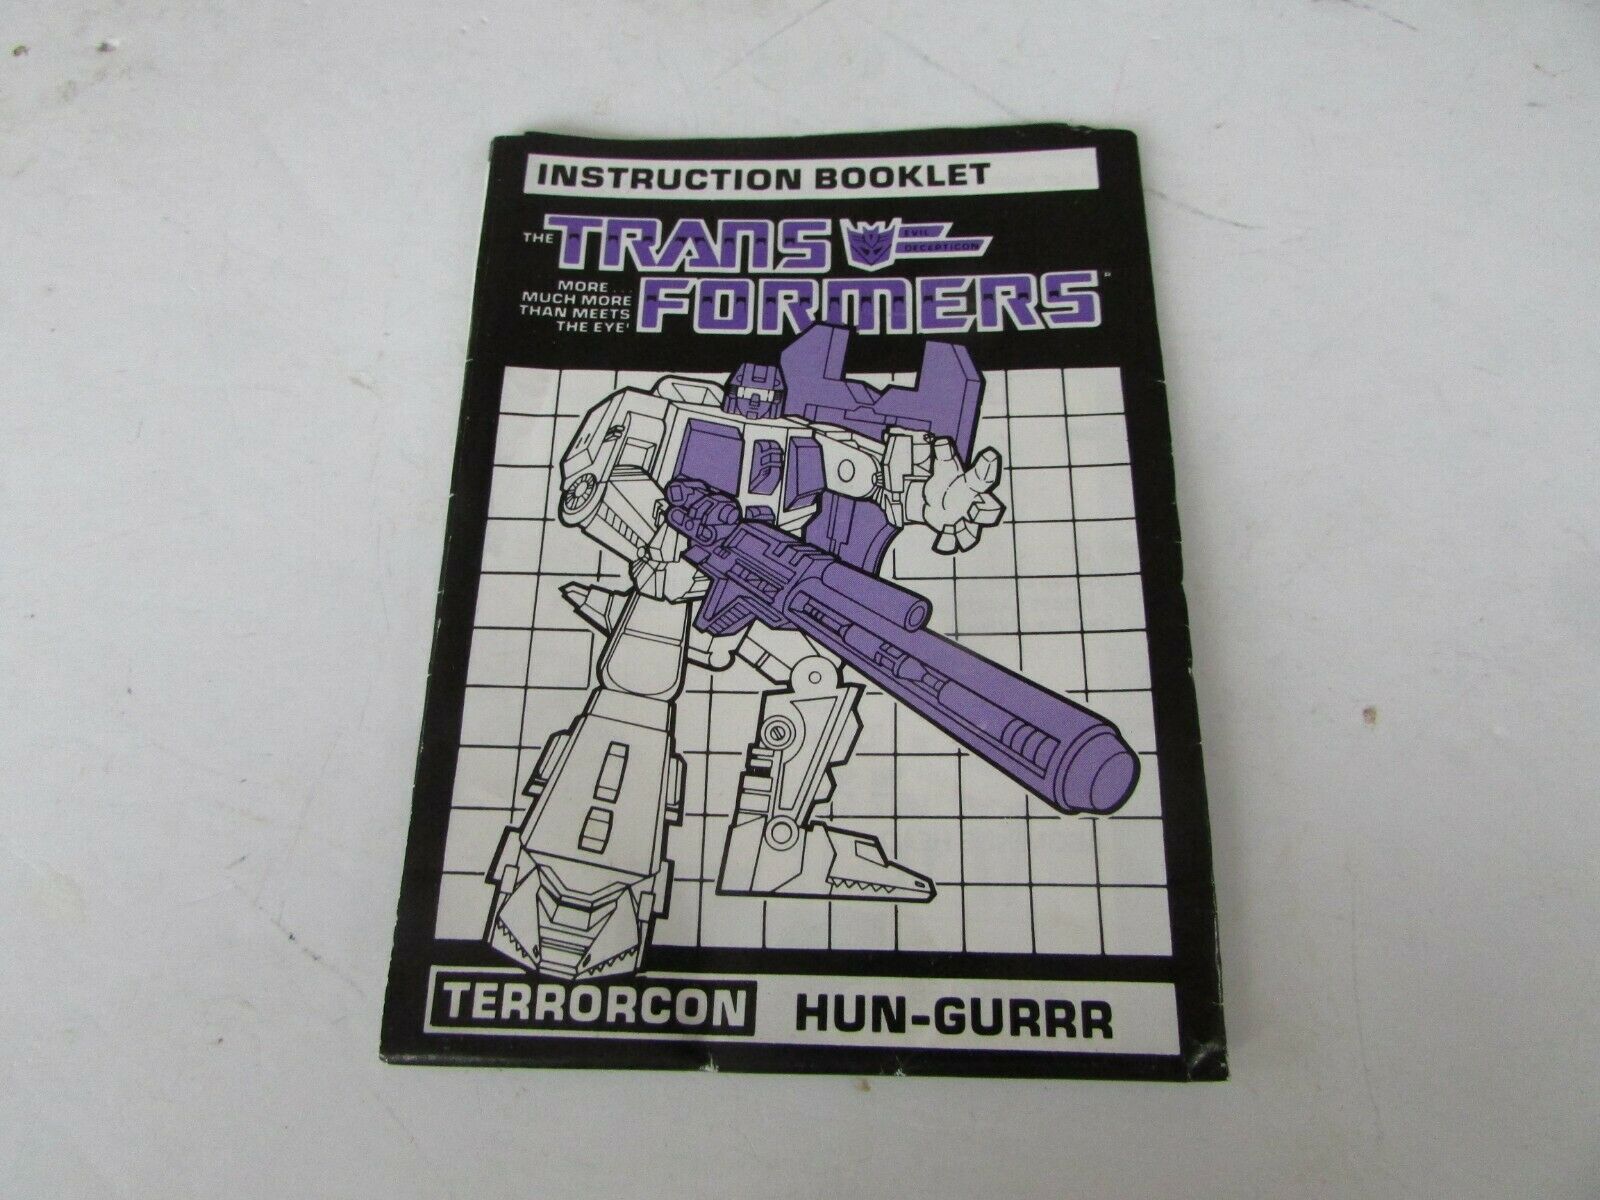 INSTRUCTION BOOKLET
THE TRANS
EVIL
DECEPTICON
FORMERS
MORE...
MUCH MORE
THAN MEETS
THE EYE!
TERRORCON HUN-GURRR